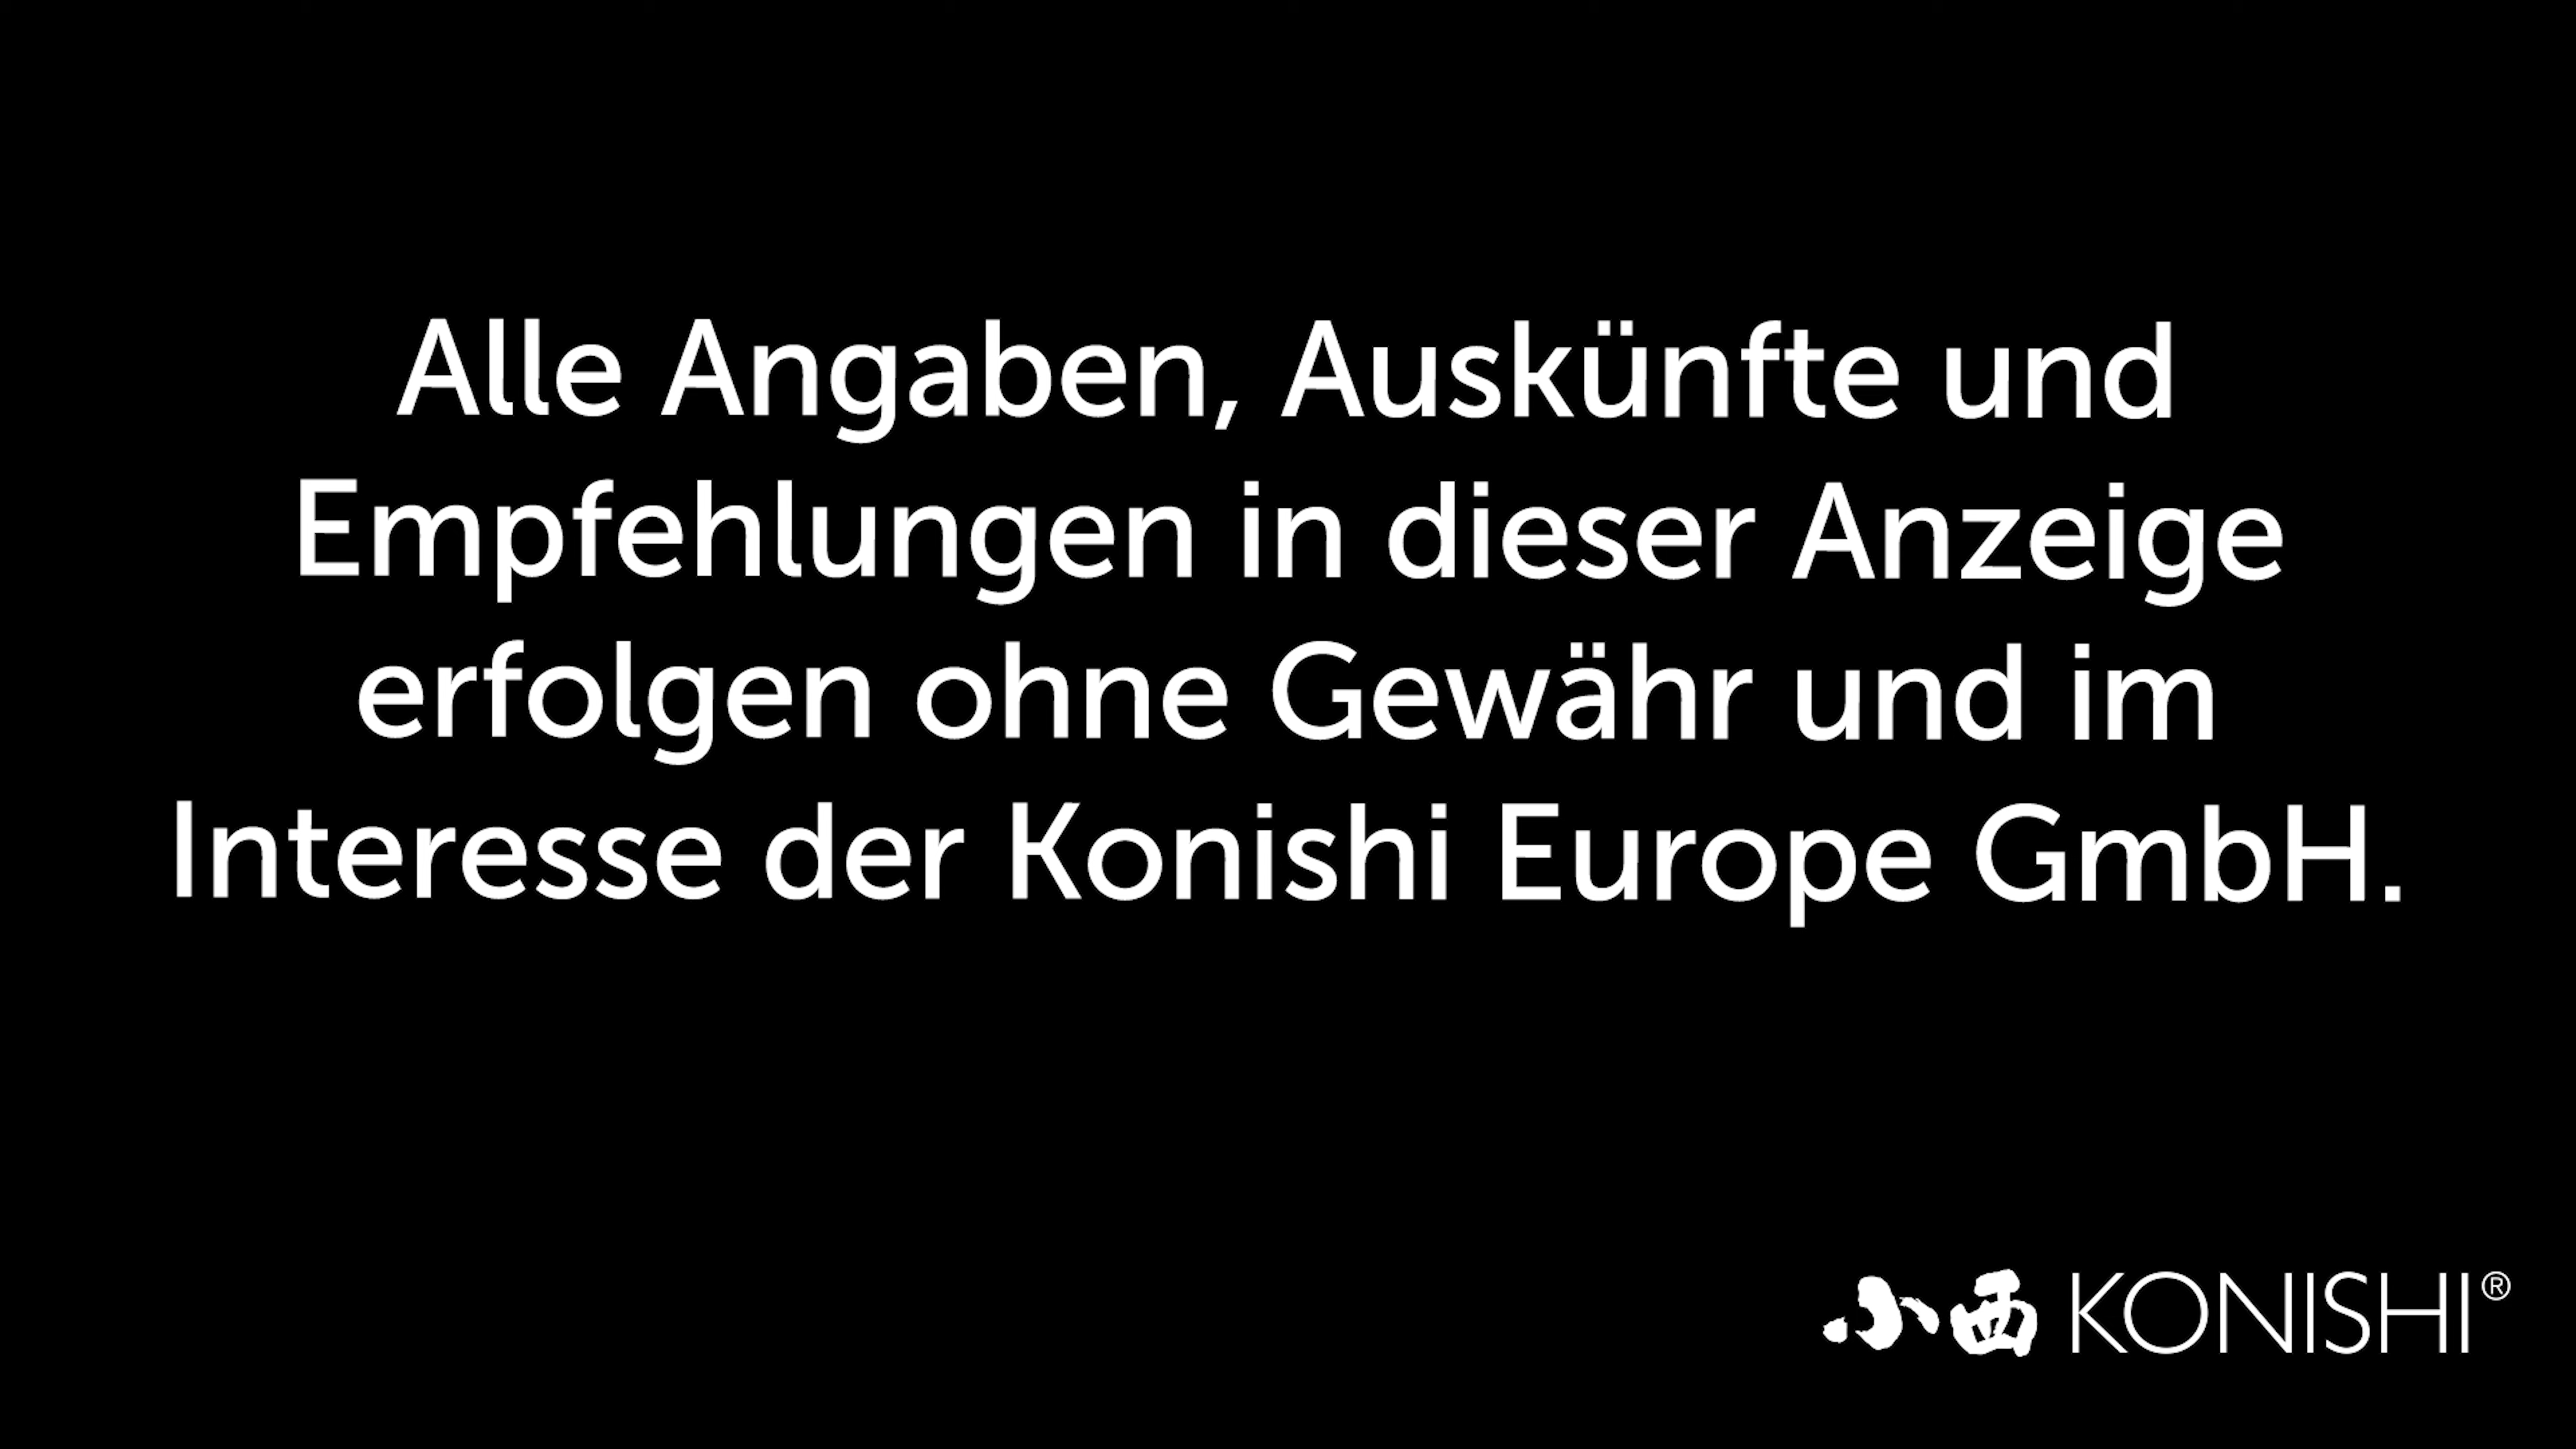 Alle Angaben, Auskünfte und
Empfehlungen in dieser Anzeige
erfolgen ohne Gewähr und im
Interesse der Konishi Europe GmbH.
小西 KONISHI®